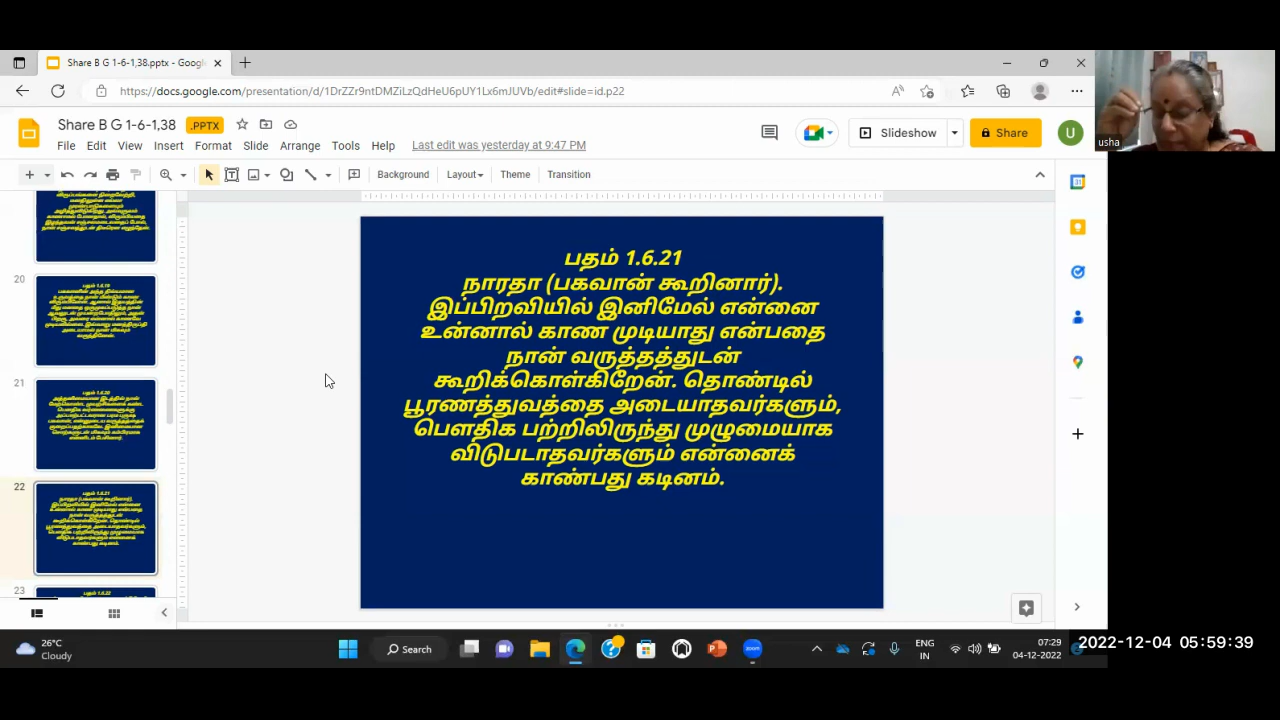 Share B G 1-6-1,38.pptx - Googl
https://docs.google.com/presentation/d/1DrZZr9ntDMZiLzQdHeU6pUY1Lx6mJUVb/edit#slide=id.p22
Share B G 1-6-1,38 .PPTX
File Edit View Insert Format Slide Arrange Tools Help Last edit was yesterday at 9:47 PM
Slideshow
Share
U
usha
Background Layout Theme Transition
20
21
22
23
பதம் 1.6.21
நாரதா (பகவான் கூறினார்).
இப்பிறவியில் இனிமேல் என்னை
உன்னால் காண முடியாது என்பதை
நான் வருத்தத்துடன்
கூறிக்கொள்கிறேன். தொண்டில்
பூரணத்துவத்தை அடையாதவர்களும்,
பௌதிக பற்றிலிருந்து முழுமையாக
விடுபடாதவர்களும் என்னைக்
காண்பது கடினம்.
26°C
Cloudy
Search
zoom
ENG
IN
07:29
04-12-2022
2022-12-04 05:59:39